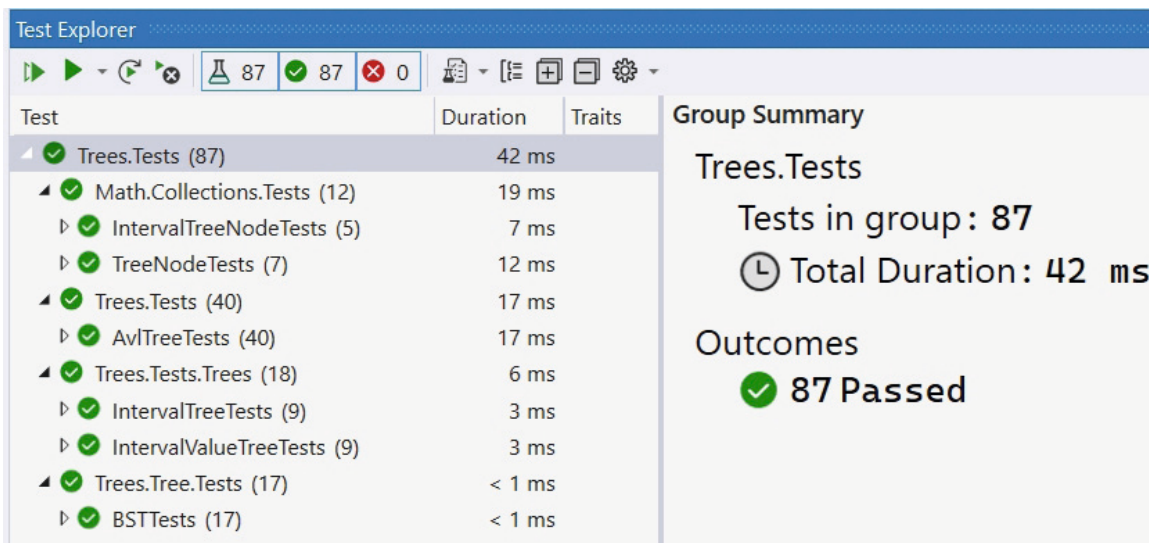 Test Explorer
87 87 0
Test Duration Traits
Trees.Tests (87) 42 ms
Math.Collections.Tests (12) 19 ms
IntervalTreeNodeTests (5) 7 ms
TreeNodeTests (7) 12 ms
Trees.Tests (40) 17 ms
AvlTreeTests (40) 17 ms
Trees.Tests.Trees (18) 6 ms
IntervalTreeTests (9) 3 ms
IntervalValueTreeTests (9) 3 ms
Trees.Tree.Tests (17) < 1 ms
BSTTests (17) < 1 ms
Group Summary
Trees.Tests
Tests in group: 87
Total Duration: 42 ms
Outcomes
87 Passed